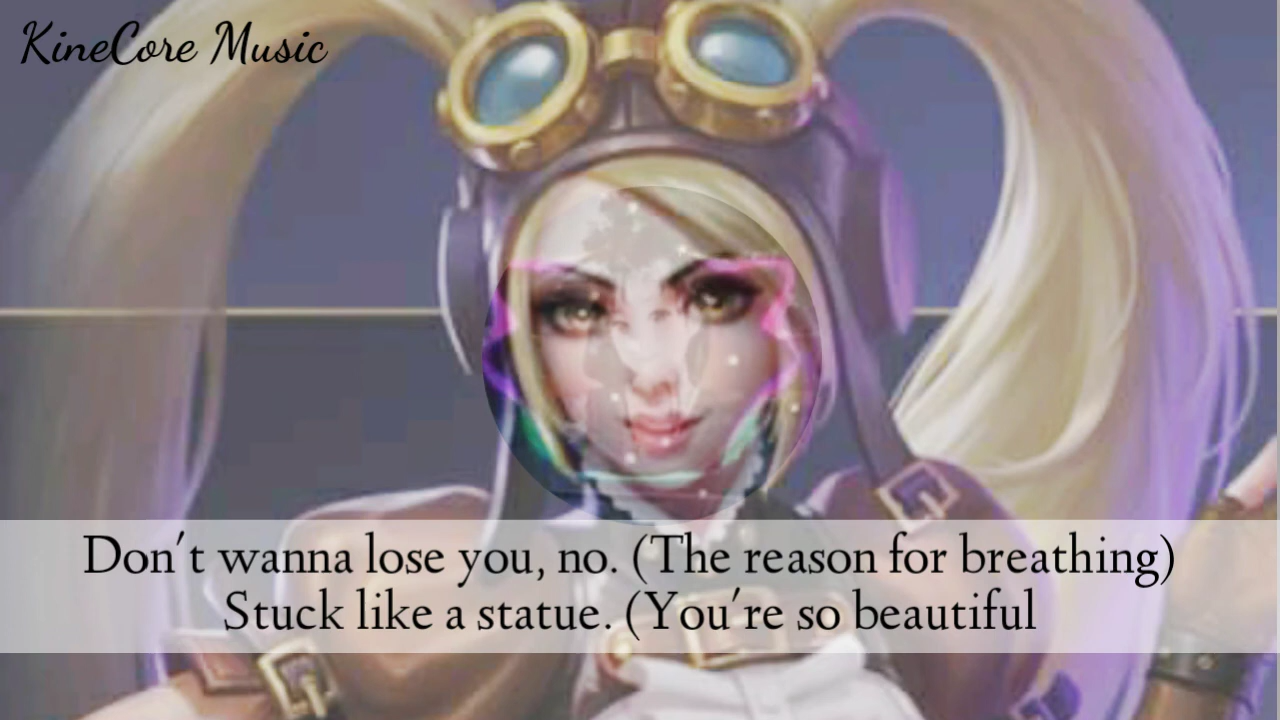 KineCore Music
Don't wanna lose you, no. (The reason for breathing)
Stuck like a statue. (You're so beautiful